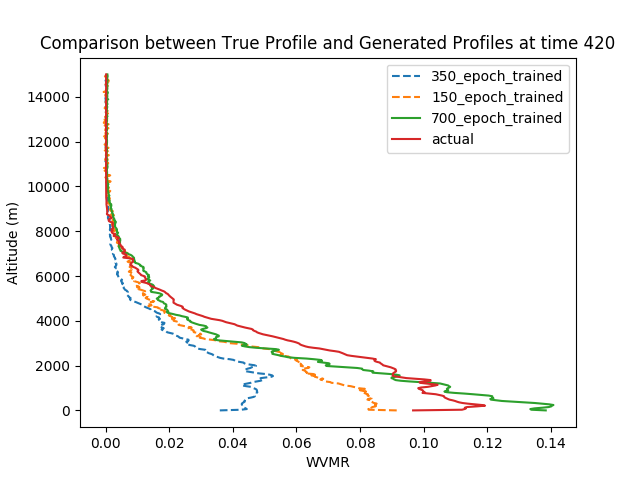 Comparison between True Profile and Generated Profiles at time 420
350_epoch_trained
150_epoch_trained
700_epoch_trained
actual
Altitude (m)
14000
12000
10000
8000
6000
4000
2000
0
0.00 0.02 0.04 0.06 0.08 0.10 0.12 0.14
WVMR